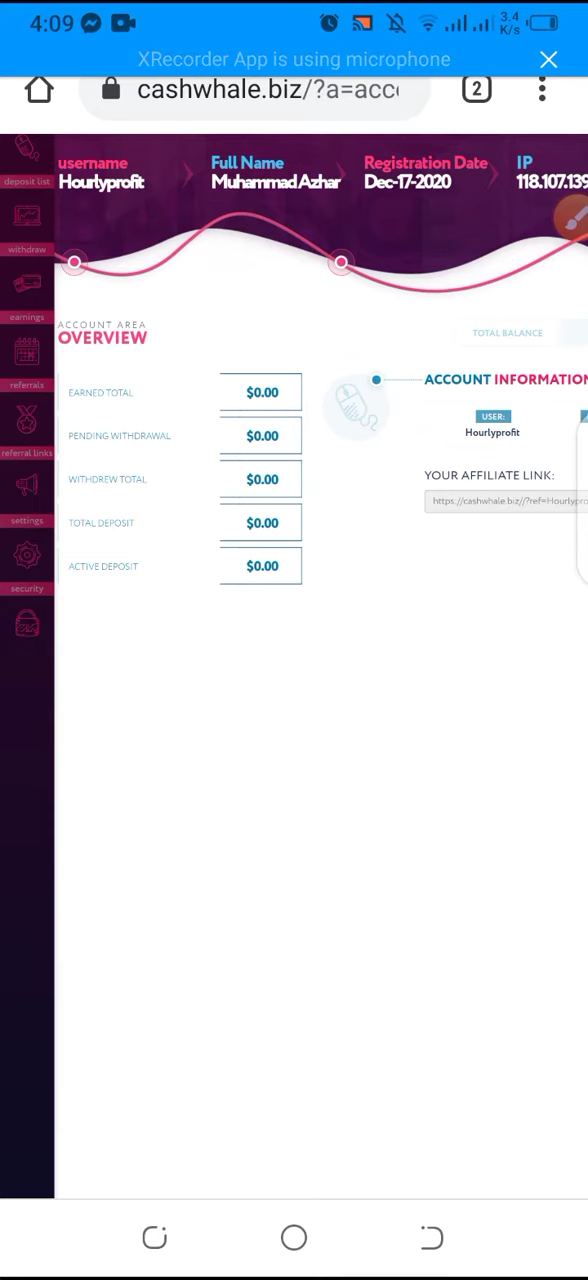 4:09
3.4 K/s
XRecorder App is using microphone
cashwhale.biz/?a=acc
2
username
Hourlyprofit
Full Name
Muhammad Azhar
Registration Date
Dec-17-2020
IP
118.107.139
deposit list
withdraw
earnings
referrals
referral links
settings
security
ACCOUNT AREA
OVERVIEW
EARNED TOTAL $0.00
PENDING WITHDRAWAL $0.00
WITHDREW TOTAL $0.00
TOTAL DEPOSIT $0.00
ACTIVE DEPOSIT $0.00
TOTAL BALANCE
ACCOUNT INFORMATION
USER:
Hourlyprofit
YOUR AFFILIATE LINK:
https://cashwhale.biz//?ref=Hourlypro